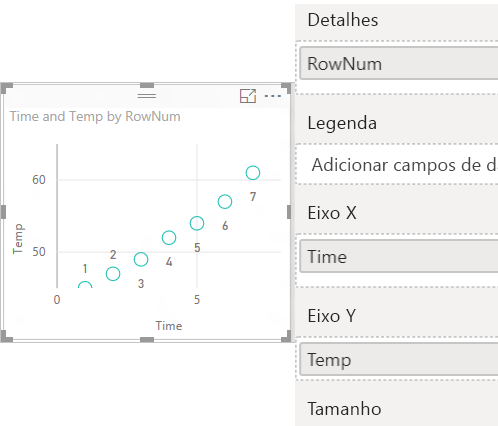 Time and Temp by RowNum
60
Temp
50
1
2
3
4
5
6
7
0
5
Time
Detalhes
RowNum
Legenda
Adicionar campos de da
Eixo X
Time
Eixo Y
Temp
Tamanho